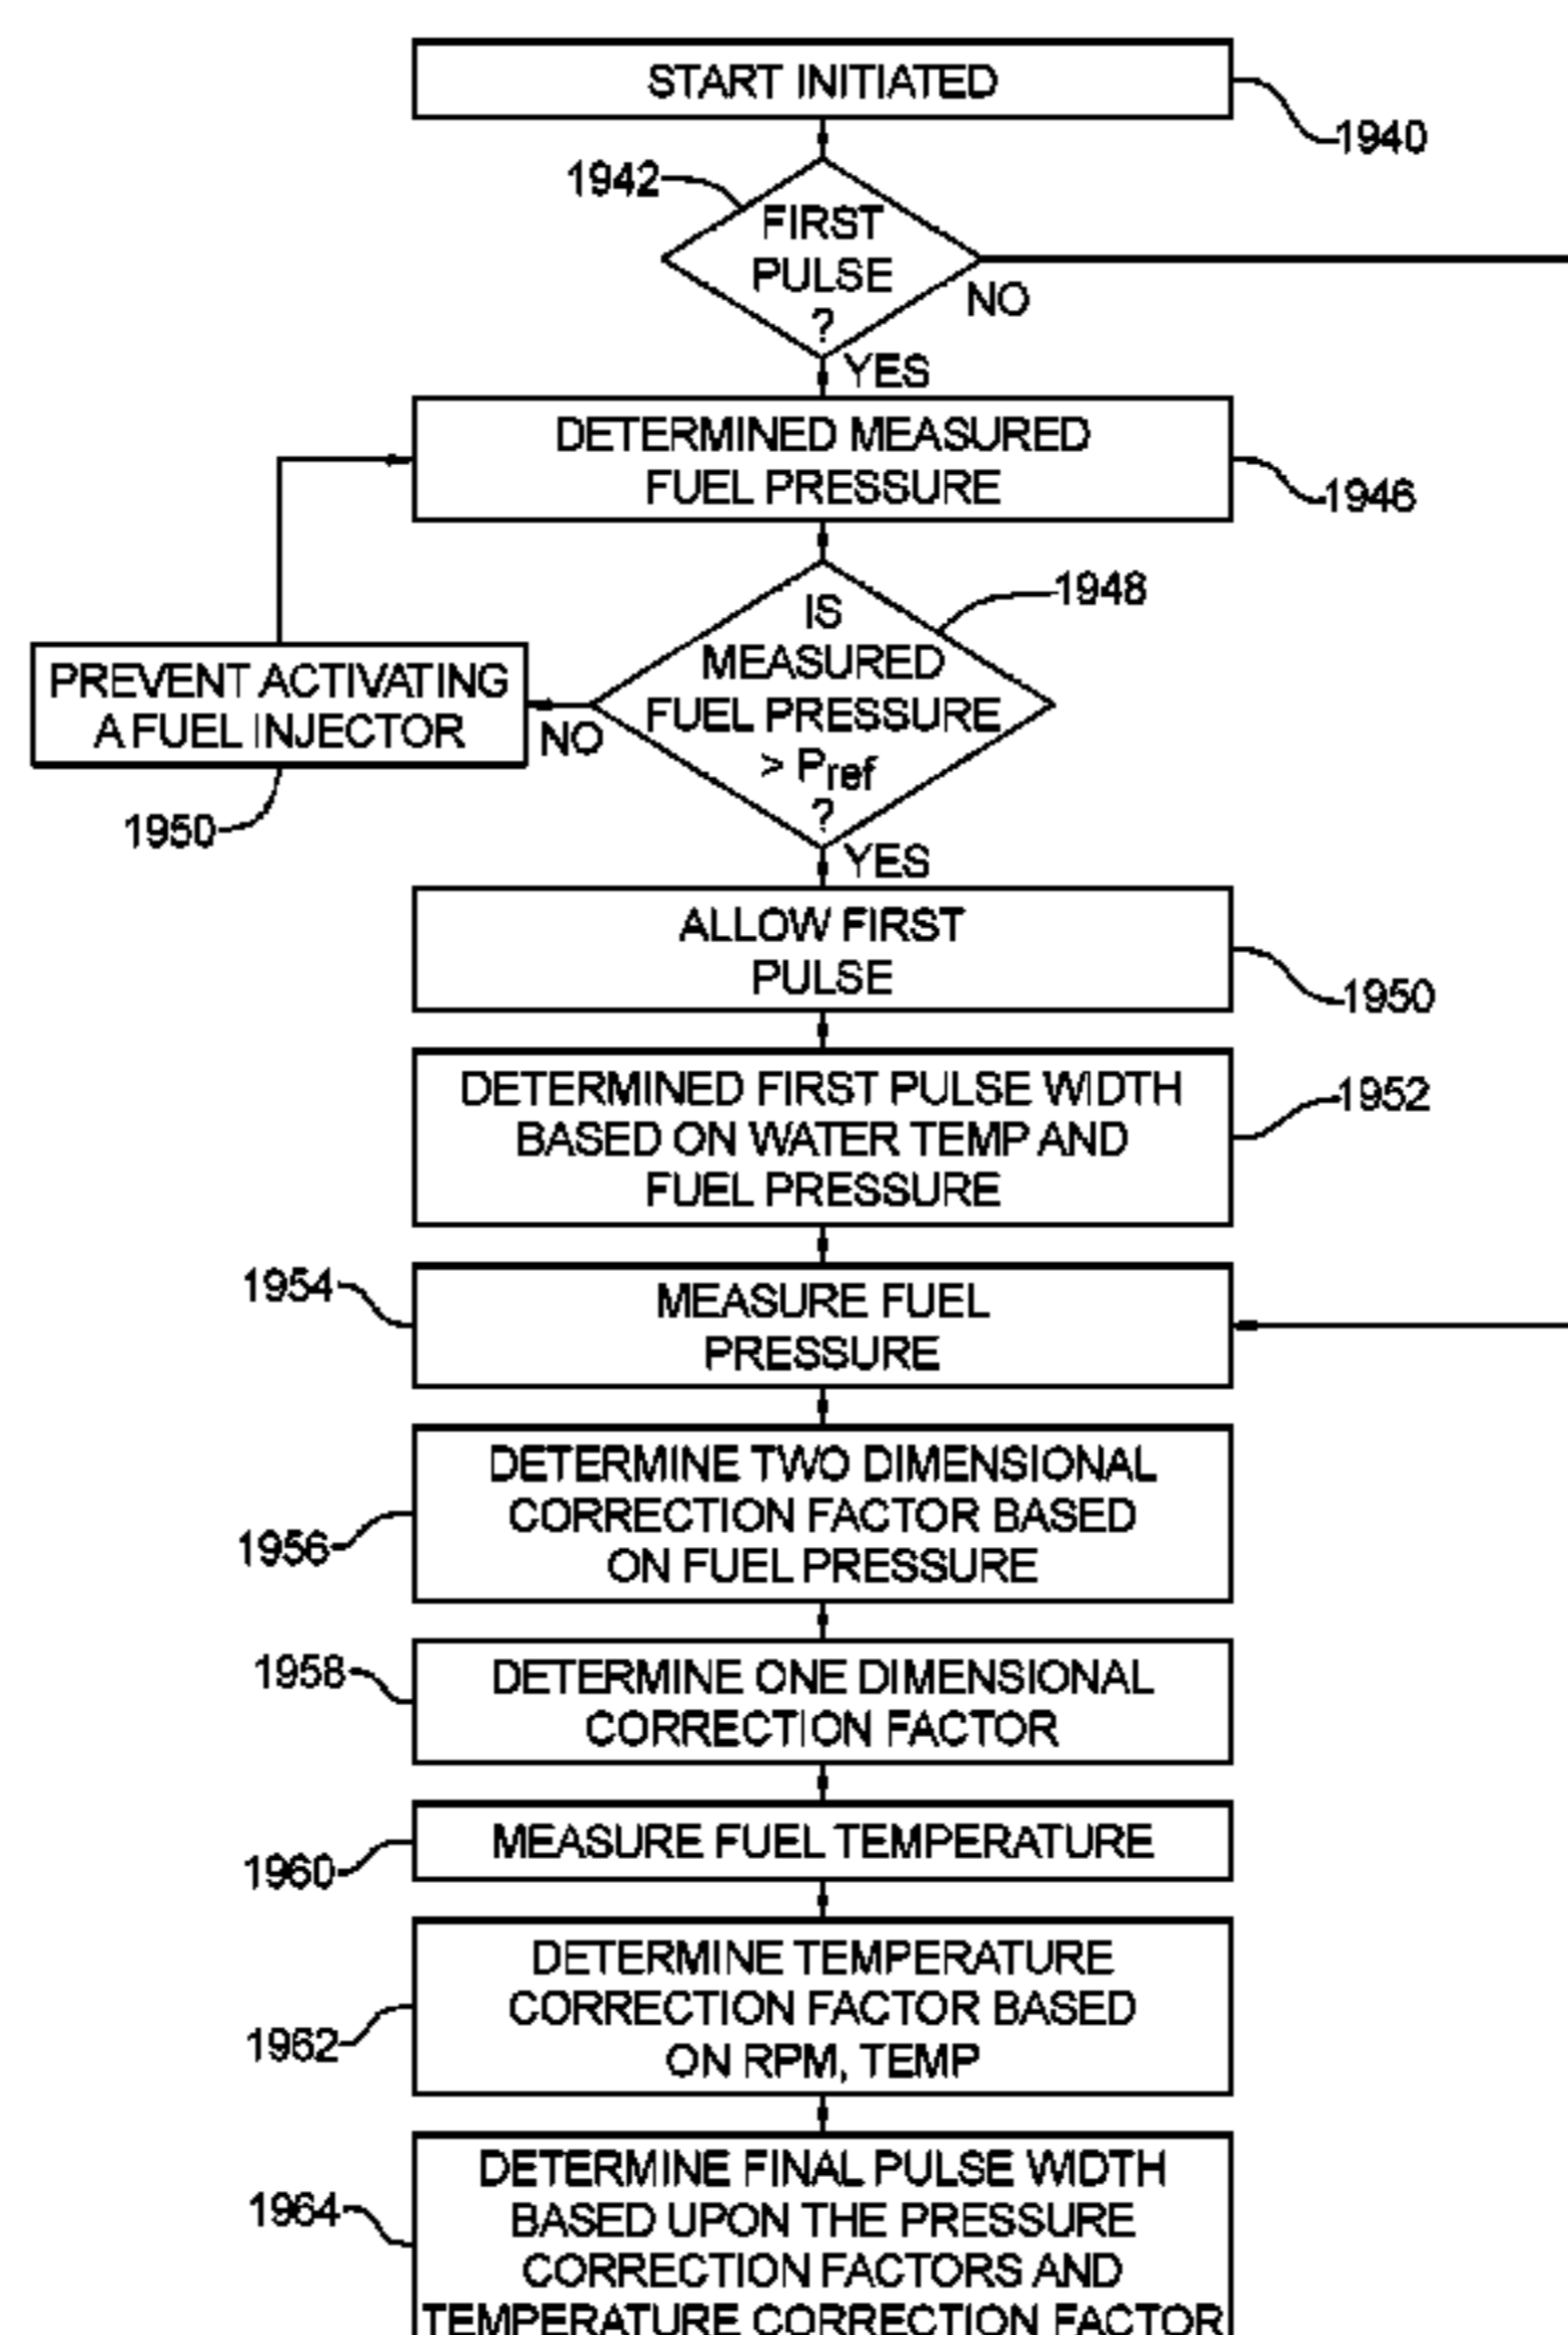 START INITIATED
1940
1942
FIRST
PULSE
?
NO
YES
DETERMINED MEASURED
FUEL PRESSURE
1946
IS
MEASURED
FUEL PRESSURE
> Pref
?
1948
NO
PREVENT ACTIVATING
A FUEL INJECTOR
1950
YES
ALLOW FIRST
PULSE
1950
DETERMINED FIRST PULSE WIDTH
BASED ON WATER TEMP AND
FUEL PRESSURE
1952
1954
MEASURE FUEL
PRESSURE
DETERMINE TWO DIMENSIONAL
CORRECTION FACTOR BASED
ON FUEL PRESSURE
1956
1958
DETERMINE ONE DIMENSIONAL
CORRECTION FACTOR
MEASURE FUEL TEMPERATURE
1960
DETERMINE TEMPERATURE
CORRECTION FACTOR BASED
ON RPM, TEMP
1962
1964
DETERMINE FINAL PULSE WIDTH
BASED UPON THE PRESSURE
CORRECTION FACTORS AND
TEMPERATURE CORRECTION FACTOR